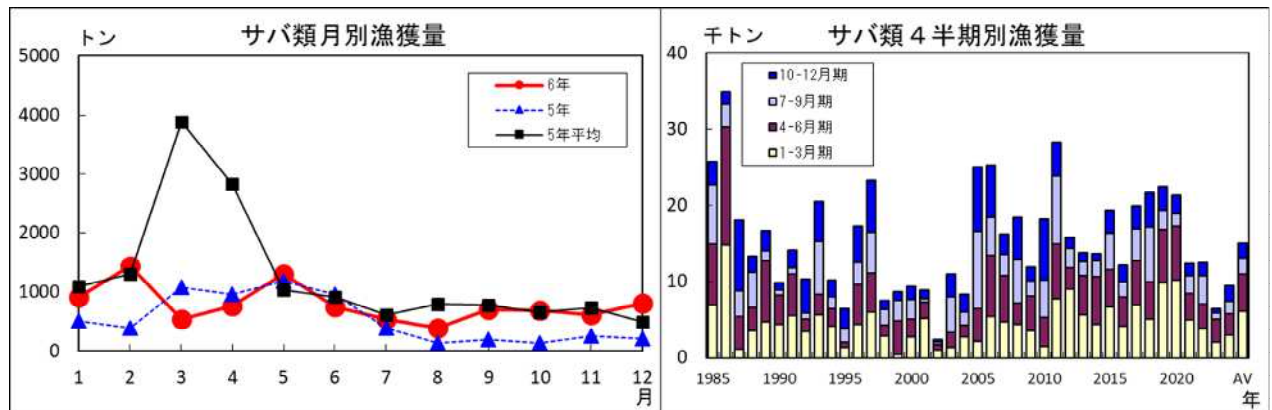 サバ類月別漁獲量
トン
5000
4000
3000
2000
1000
0
6年
5年
5年平均
1 2 3 4 5 6 7 8 9 10 11 12
月
サバ類4半期別漁獲量
千トン
40
30
20
10
0
10-12月期
7-9月期
4-6月期
1-3月期
1985 1990 1995 2000 2005 2010 2015 2020 AV
年